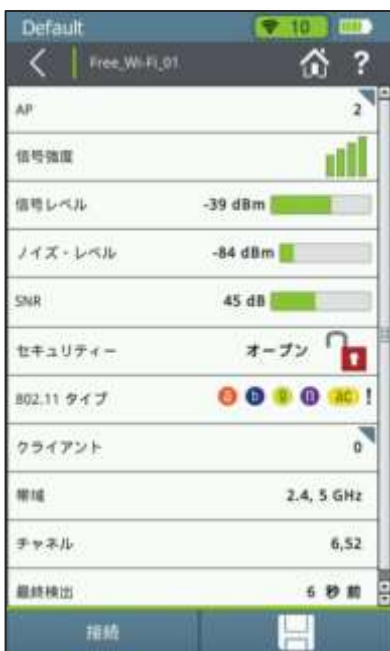 Default 10
Free_Wi-Fi_01 ?
AP 2
信号強度
信号レベル -39 dBm
ノイズ・レベル -84 dBm
SNR 45 dB
セキュリティー オープン
802.11 タイプ a b g n ac !
クライアント 0
帯域 2.4, 5 GHz
チャネル 6,52
最終検出 6 秒 前
接続